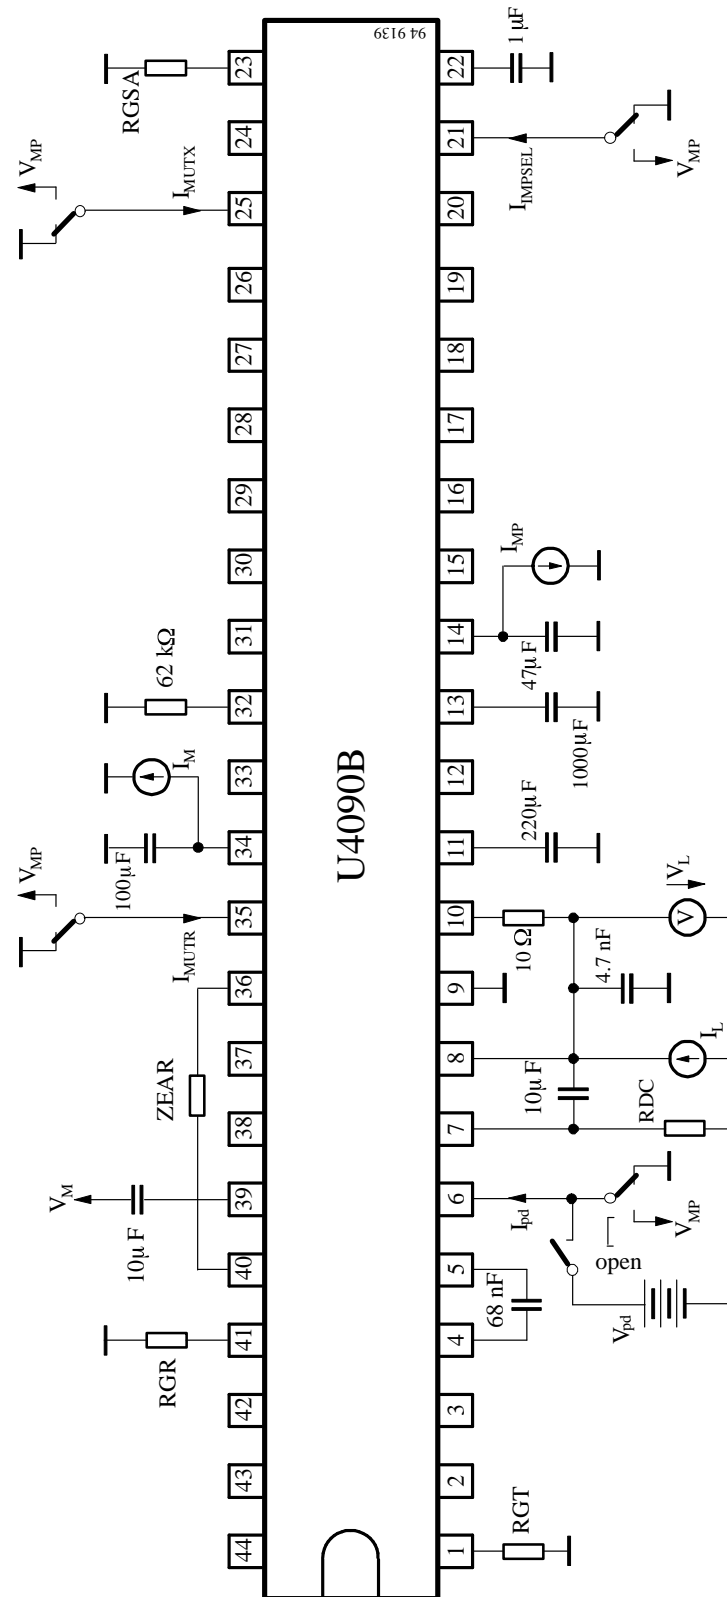 94 9139
23
22
RGSA
1 µF
24
21
V_MP
I_MUTX
I_IMPSEL
V_MP
25
20
26
19
27
18
28
17
29
16
30
15
I_MP
31
14
62 kΩ
47µF
32
13
1000µF
I_M
33
12
U4090B
100µF
34
11
220µF
V_MP
V_L
35
10
10 Ω
V
I_MUTR
4.7 nF
36
9
ZEAR
37
8
I_L
10µF
38
7
RDC
V_M
39
6
I_pd
V_MP
10µF
open
40
5
68 nF
V_pd
41
4
RGR
42
3
43
2
44
1
RGT